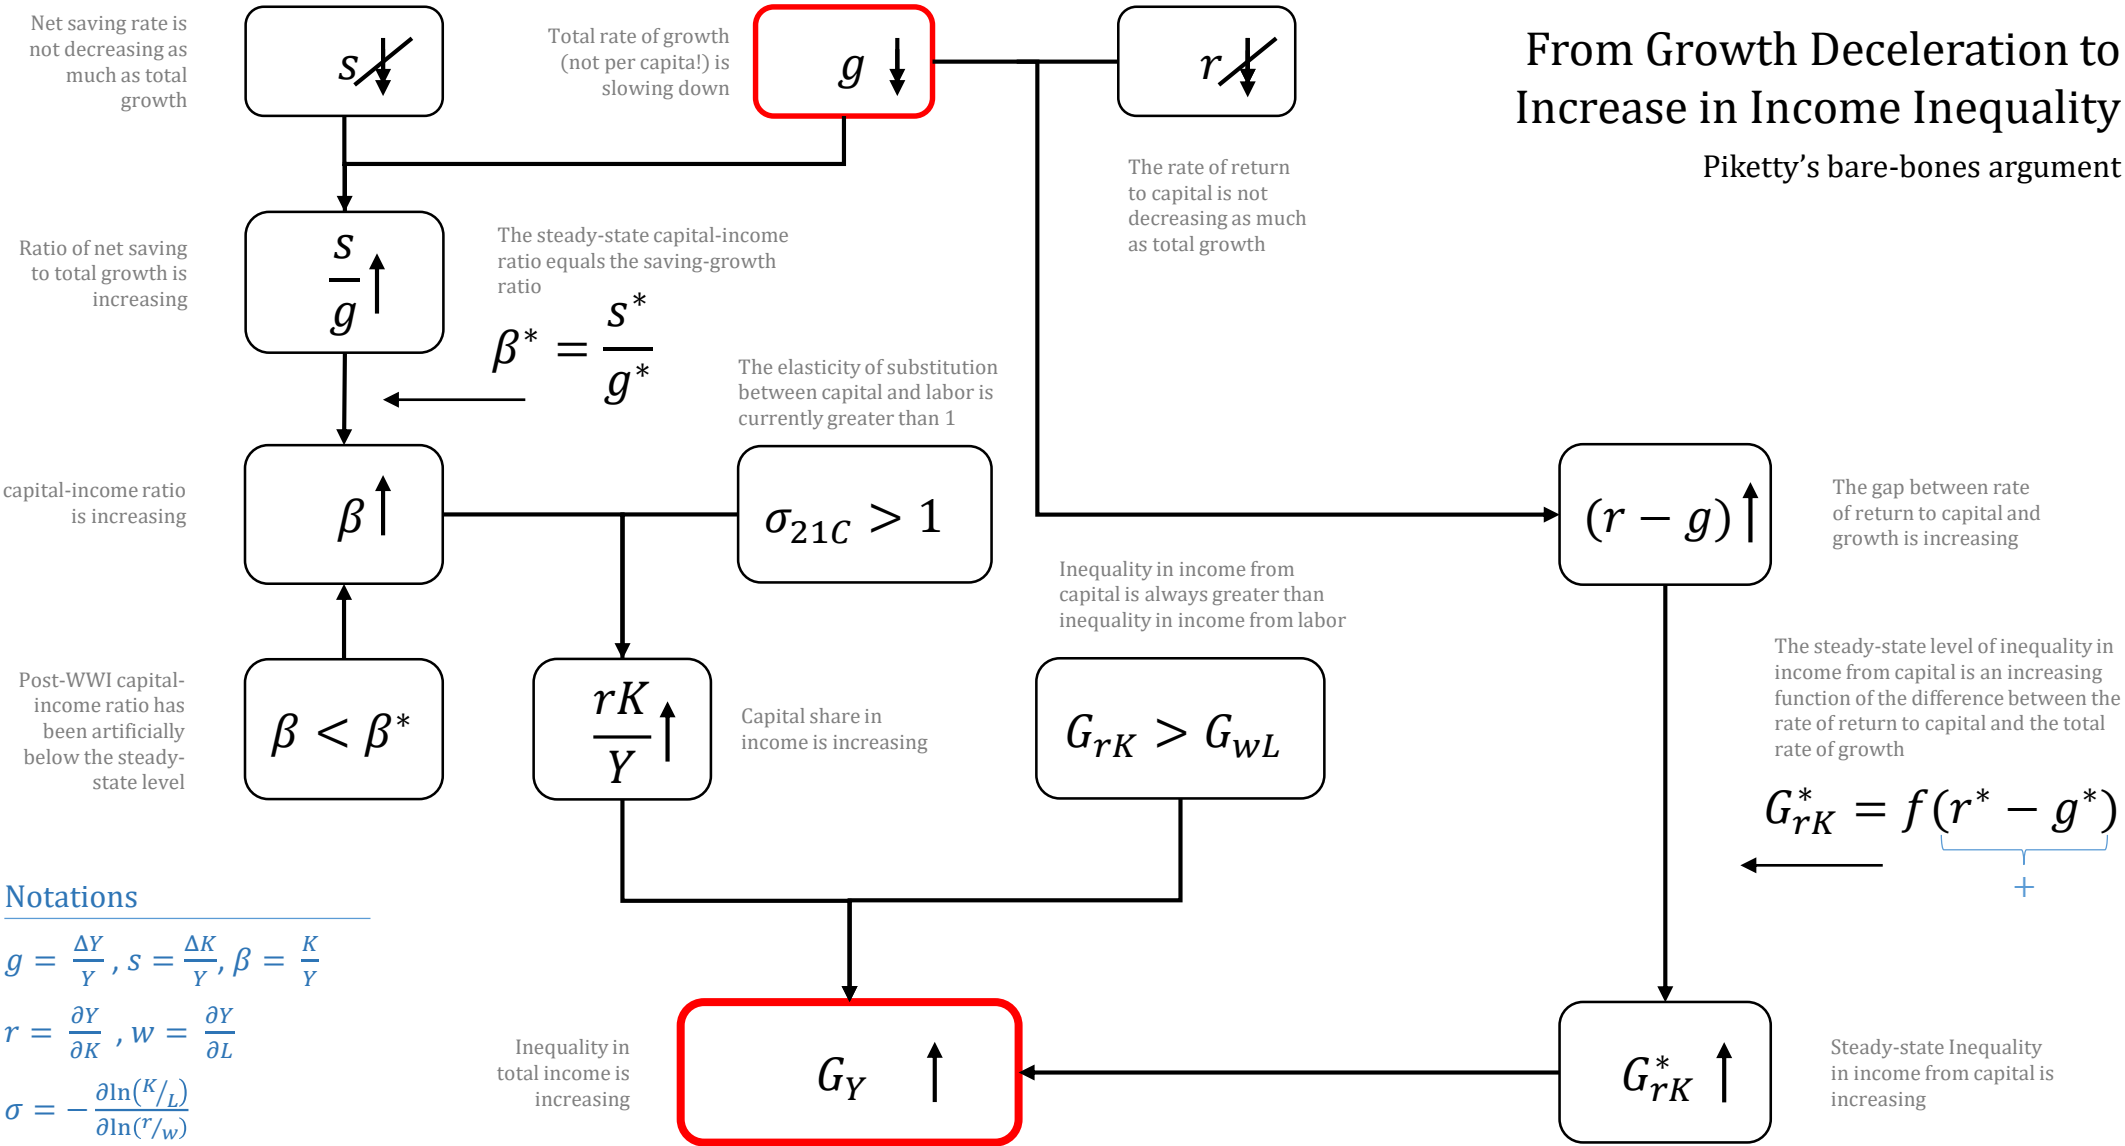 From Growth Deceleration to
Increase in Income Inequality
Piketty's bare-bones argument
Net saving rate is
not decreasing as
much as total
growth
s↓
Total rate of growth
(not per capita!) is
slowing down
g ↓
r↓
The rate of return
to capital is not
decreasing as much
as total growth
Ratio of net saving
to total growth is
increasing
s/g ↑
The steady-state capital-income
ratio equals the saving-growth
ratio
β* = s*/g*
The elasticity of substitution
between capital and labor is
currently greater than 1
capital-income ratio
is increasing
β ↑
σ₂₁C > 1
(r − g) ↑
The gap between rate
of return to capital and
growth is increasing
Inequality in income from
capital is always greater than
inequality in income from labor
Post-WWI capital-
income ratio has
been artificially
below the steady-
state level
β < β*
rK/Y ↑
Capital share in
income is increasing
G_rK > G_wL
The steady-state level of inequality in
income from capital is an increasing
function of the difference between the
rate of return to capital and the total
rate of growth
G*_rK = f(r* − g*)
+
Notations
g = ΔY/Y , s = ΔK/Y, β = K/Y
r = ∂Y/∂K , w = ∂Y/∂L
σ = − ∂ln(K/L)/∂ln(r/w)
Inequality in
total income is
increasing
G_Y ↑
G*_rK ↑
Steady-state Inequality
in income from capital is
increasing